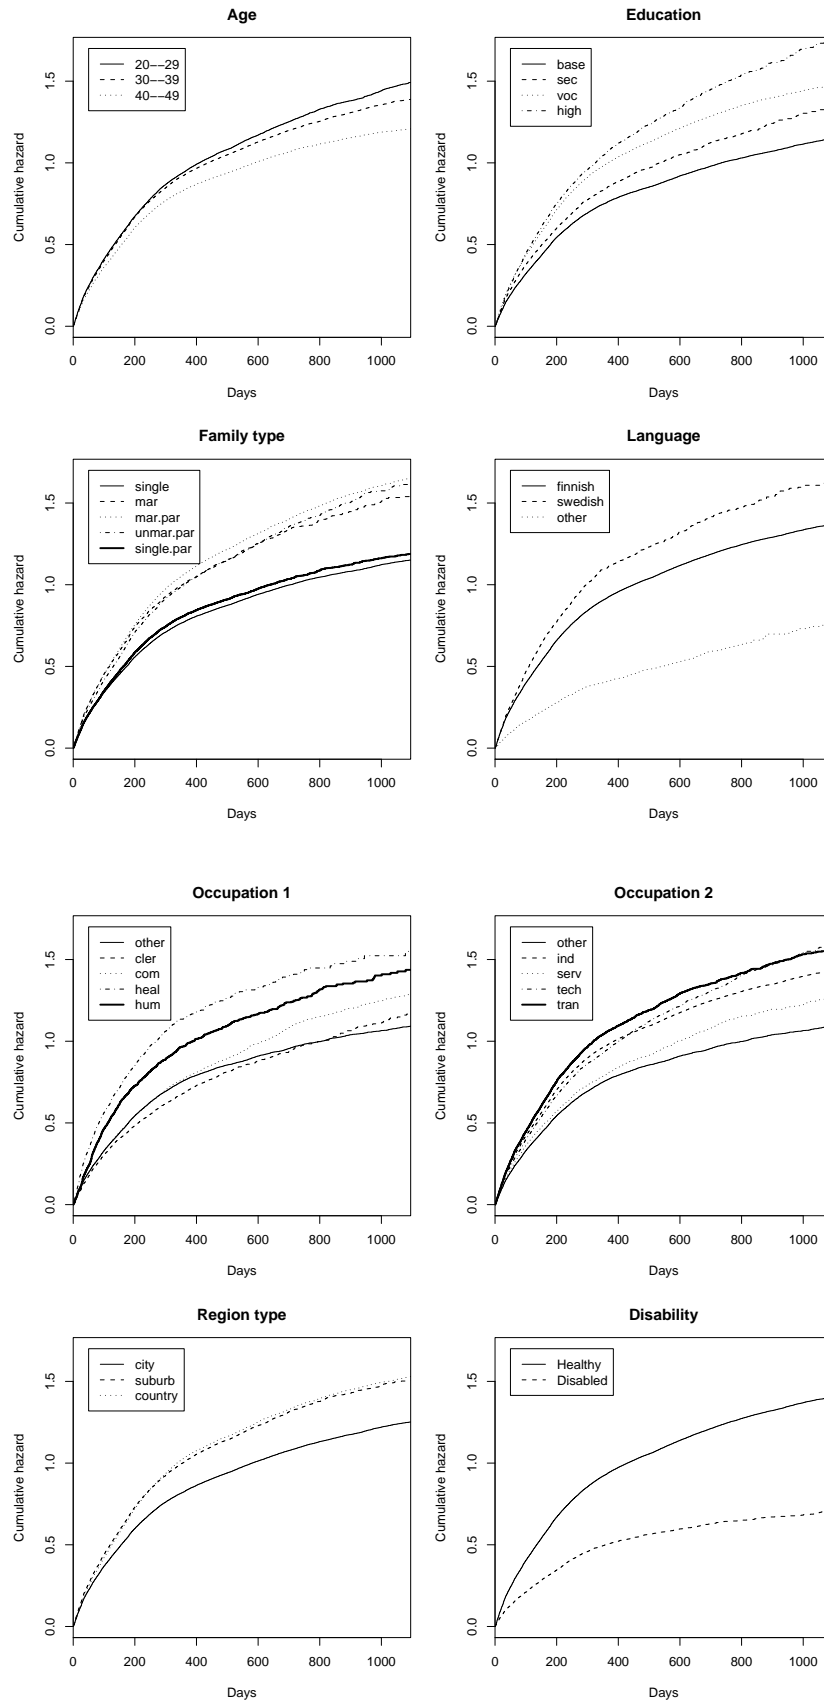 Age
Cumulative hazard
0.0 0.5 1.0 1.5
20--29
30--39
40--49
0 200 400 600 800 1000
Days
Education
Cumulative hazard
0.0 0.5 1.0 1.5
base
sec
voc
high
0 200 400 600 800 1000
Days
Family type
Cumulative hazard
0.0 0.5 1.0 1.5
single
mar
mar.par
unmar.par
single.par
0 200 400 600 800 1000
Days
Language
Cumulative hazard
0.0 0.5 1.0 1.5
finnish
swedish
other
0 200 400 600 800 1000
Days
Occupation 1
Cumulative hazard
0.0 0.5 1.0 1.5
other
cler
com
heal
hum
0 200 400 600 800 1000
Days
Occupation 2
Cumulative hazard
0.0 0.5 1.0 1.5
other
ind
serv
tech
tran
0 200 400 600 800 1000
Days
Region type
Cumulative hazard
0.0 0.5 1.0 1.5
city
suburb
country
0 200 400 600 800 1000
Days
Disability
Cumulative hazard
0.0 0.5 1.0 1.5
Healthy
Disabled
0 200 400 600 800 1000
Days